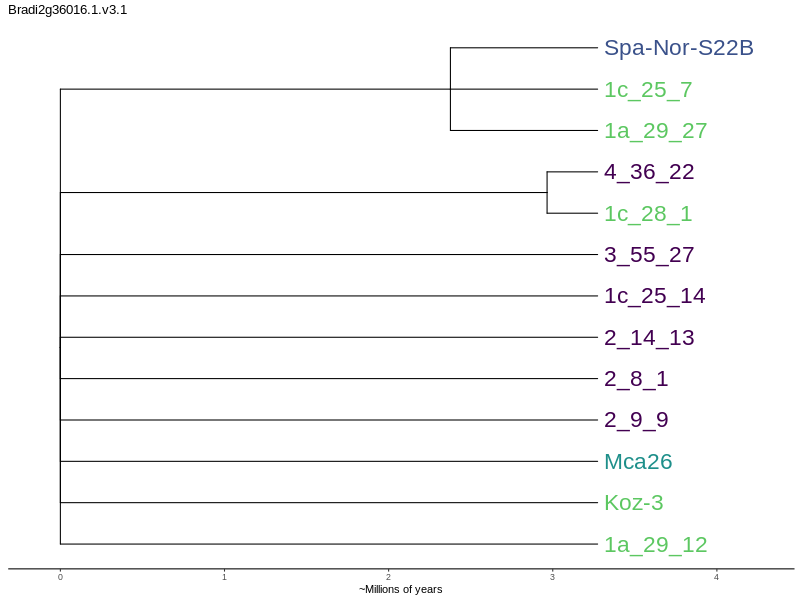 Bradi2g36016.1.v3.1
Spa-Nor-S22B
1c_25_7
1a_29_27
4_36_22
1c_28_1
3_55_27
1c_25_14
2_14_13
2_8_1
2_9_9
Mca26
Koz-3
1a_29_12
0 1 2 3 4
~Millions of years